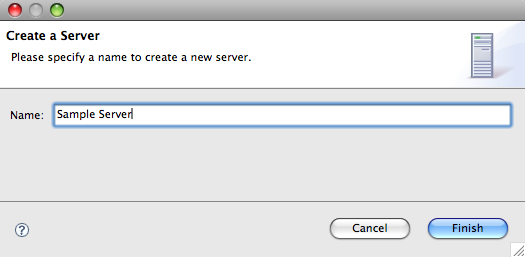 Create a Server
Please specify a name to create a new server.
Name: Sample Server
?
Cancel Finish